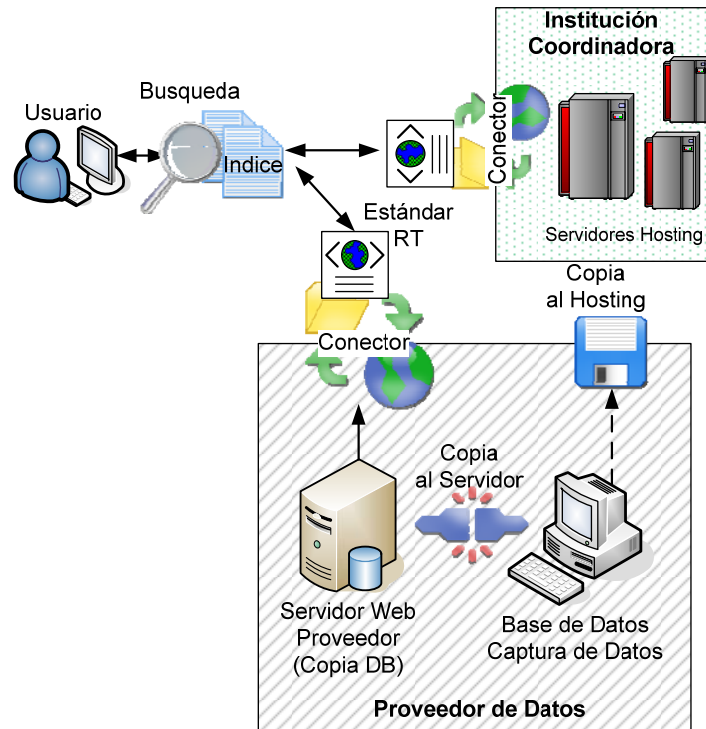 Institución
Coordinadora
Busqueda
Usuario
Indice
Conector
Servidores Hosting
Estándar
RT
Copia
al Hosting
Conector
Copia
al Servidor
Servidor Web
Proveedor
(Copia DB)
Base de Datos
Captura de Datos
Proveedor de Datos